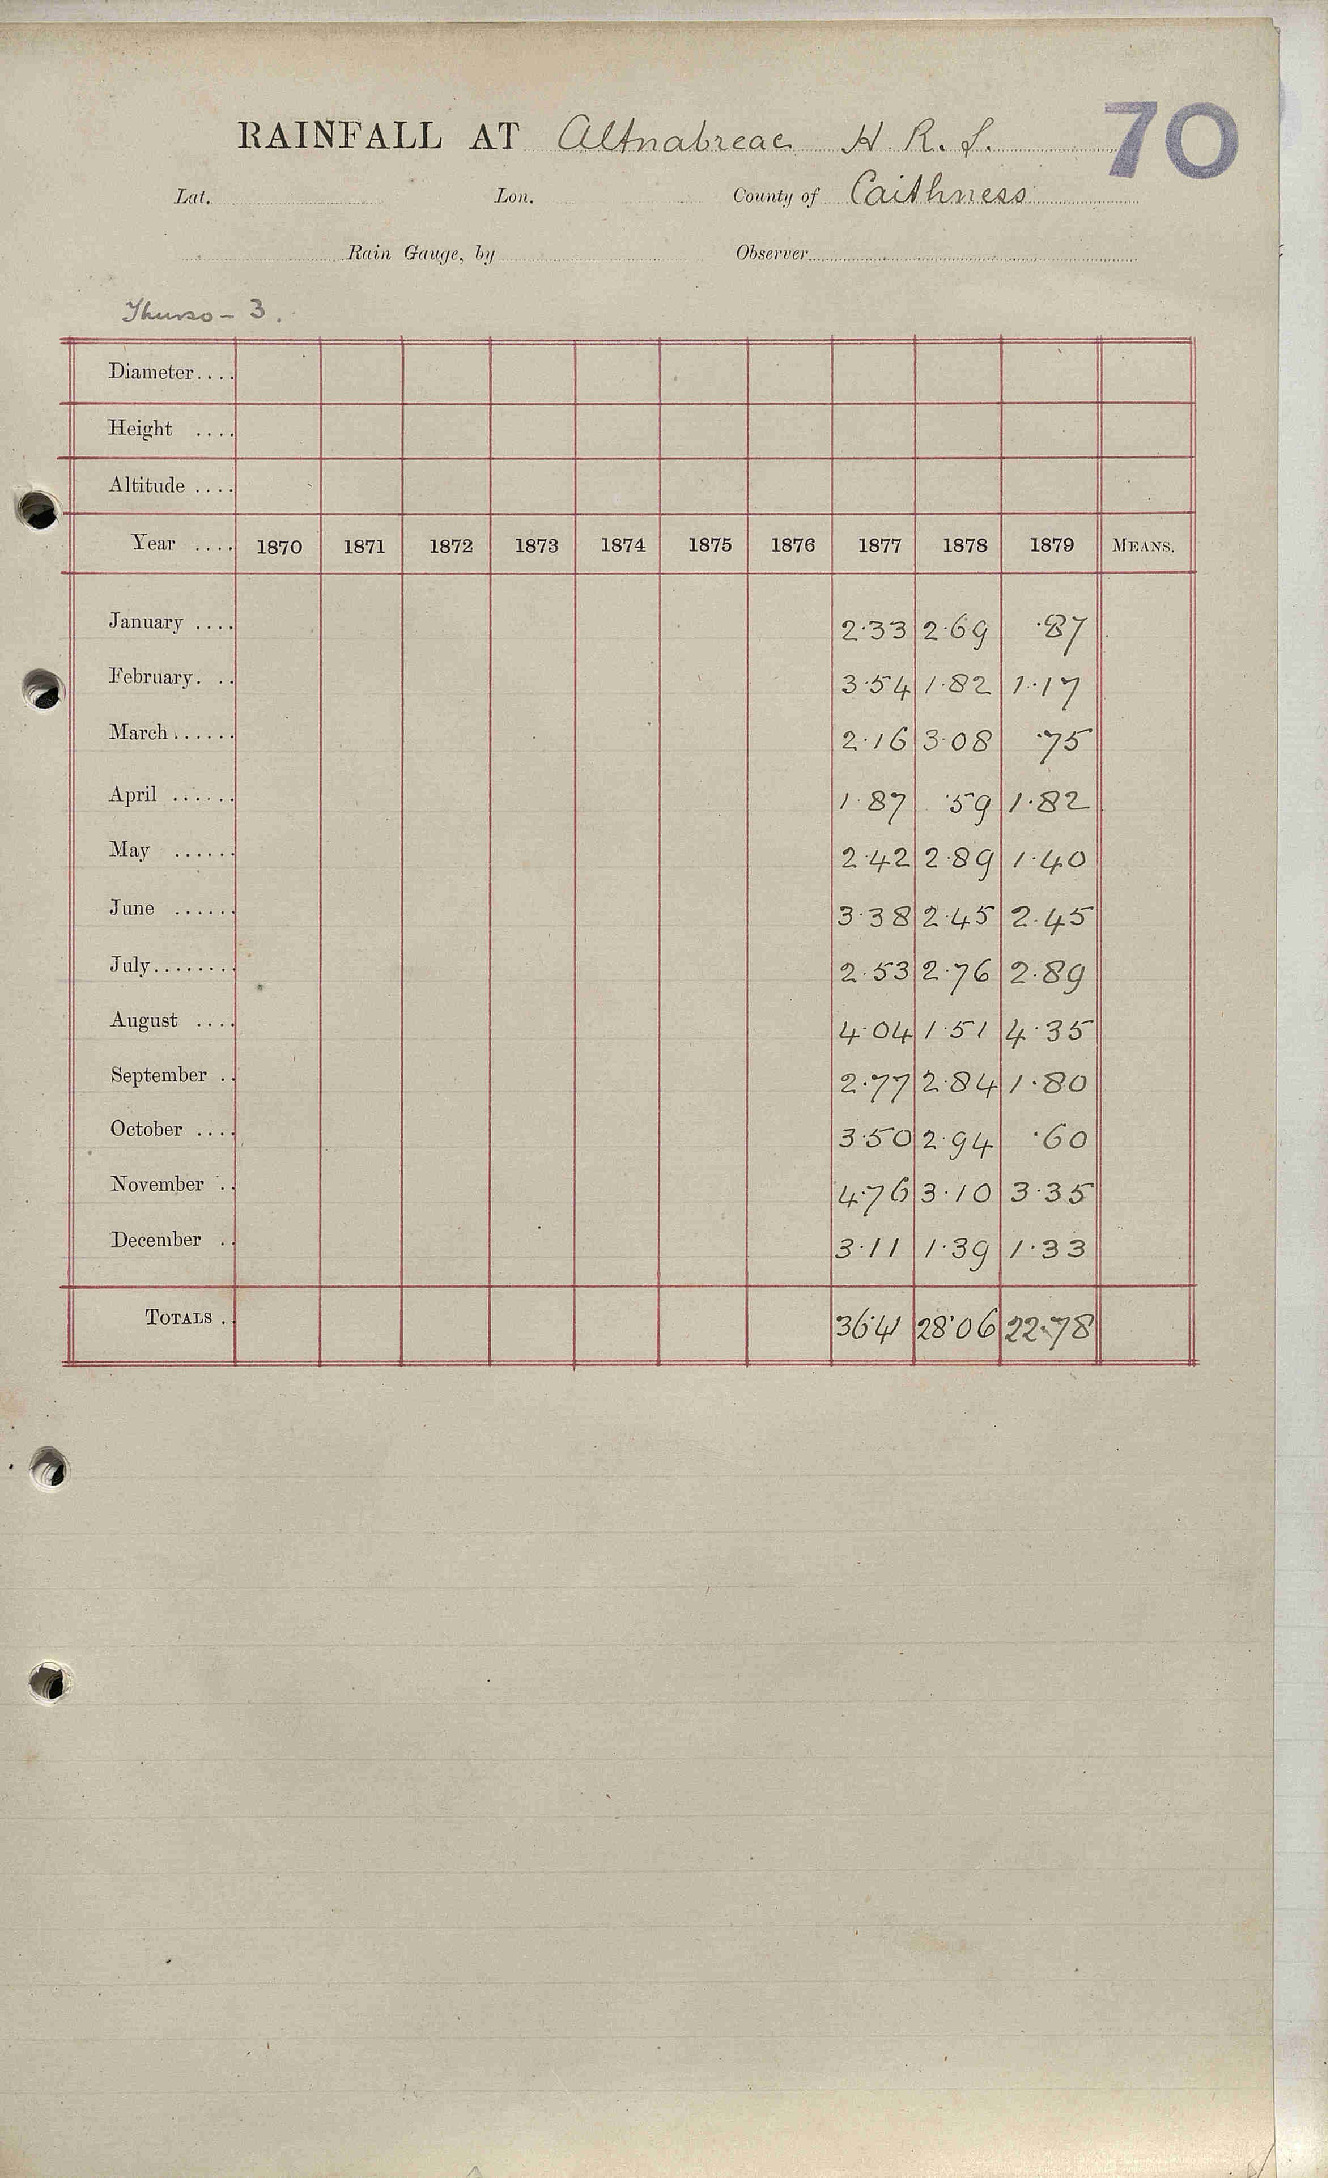 70
RAINFALL AT Altnabreac H. R. S.
Lat. Lon. County of Caithness
Rain Gauge, by Observer
Thurso - 3.
Diameter....
Height ....
Altitude ....
Year .... 1870 1871 1872 1873 1874 1875 1876 1877 1878 1879 MEANS.
January .... 2·33 2·69 ·87
February. .. 3·54 1·82 1·17
March...... 2·16 3·08 ·75
April ...... 1·87 ·59 1·82
May ...... 2·42 2·89 1·40
June ...... 3·38 2·45 2·45
July........ 2·53 2·76 2·89
August .... 4·04 1·51 4·35
September .. 2·77 2·84 1·80
October .... 3·50 2·94 ·60
November .. 4·76 3·10 3·35
December .. 3·11 1·39 1·33
TOTALS . 36·41 28·06 22·78